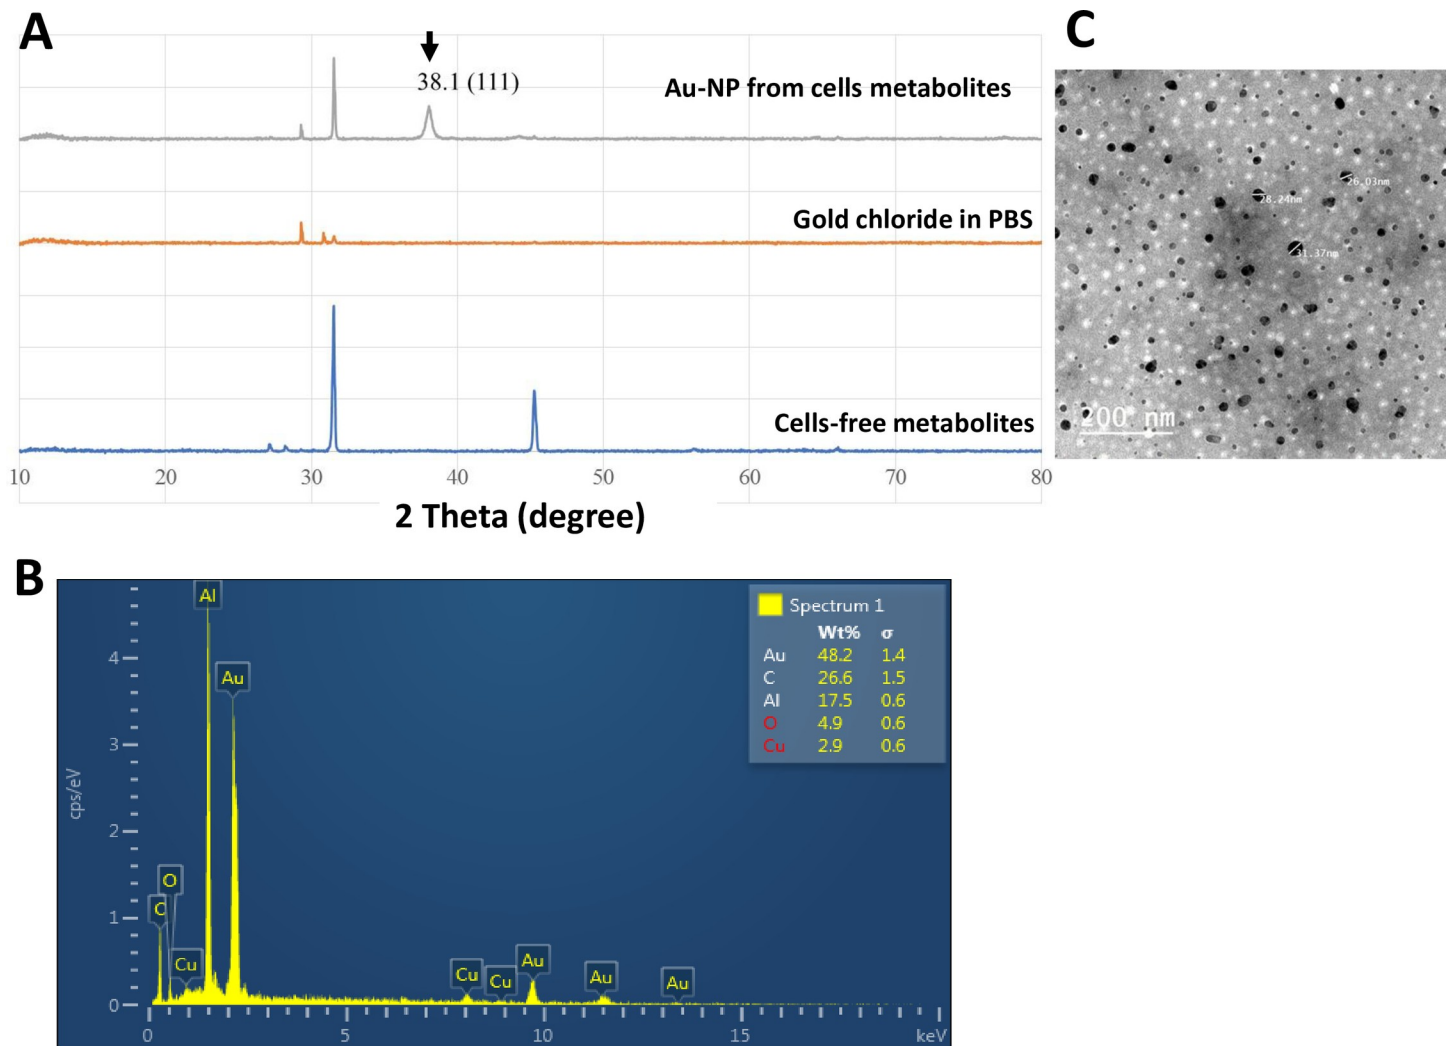 A
38.1 (111)
Au-NP from cells metabolites
Gold chloride in PBS
Cells-free metabolites
10 20 30 40 50 60 70 80
2 Theta (degree)
C
26.03nm
28.24nm
31.37nm
200 nm
B
Al
Au
Spectrum 1
Wt% σ
Au 48.2 1.4
C 26.6 1.5
Al 17.5 0.6
O 4.9 0.6
Cu 2.9 0.6
4
3
2
1
0
cps/eV
O
C
Cu
Cu
Cu
Au
Au
Au
0 5 10 15 keV